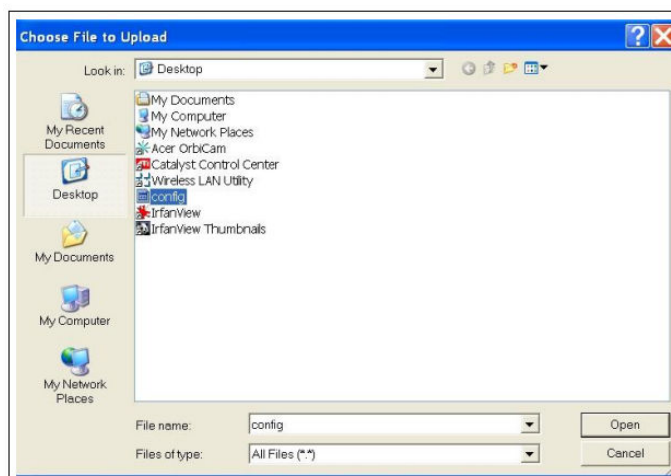 Choose File to Upload
Look in:
Desktop
My Recent
Documents
Desktop
My Documents
My Computer
My Network
Places
My Documents
My Computer
My Network Places
Acer OrbiCam
Catalyst Control Center
Wireless LAN Utility
config
IrfanView
IrfanView Thumbnails
File name:
config
Open
Files of type:
All Files (*.*)
Cancel